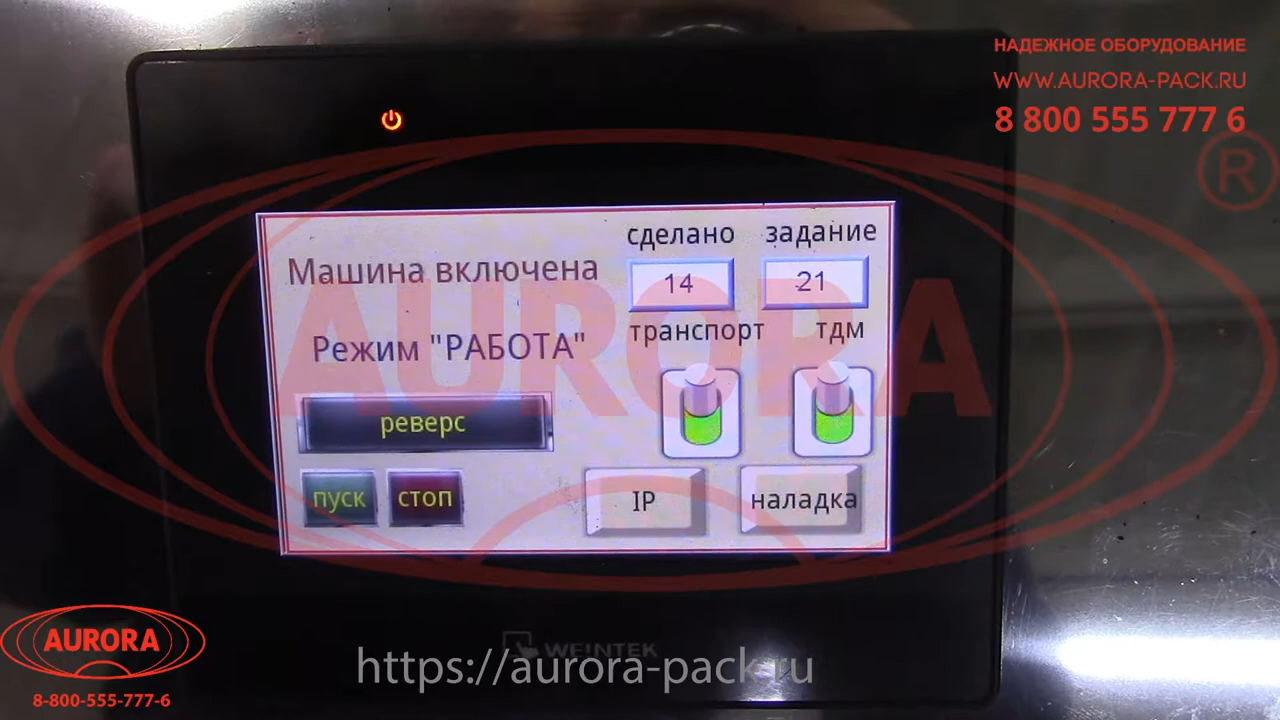 НАДЕЖНОЕ ОБОРУДОВАНИЕ
WWW.AURORA-PACK.RU
8 800 555 777 6
®
сделано задание
Машина включена
14 21
транспорт тдм
Режим "РАБОТА"
AURORA
реверс
пуск стоп
IP наладка
WEINTEK
https://aurora-pack.ru
AURORA
8-800-555-777-6